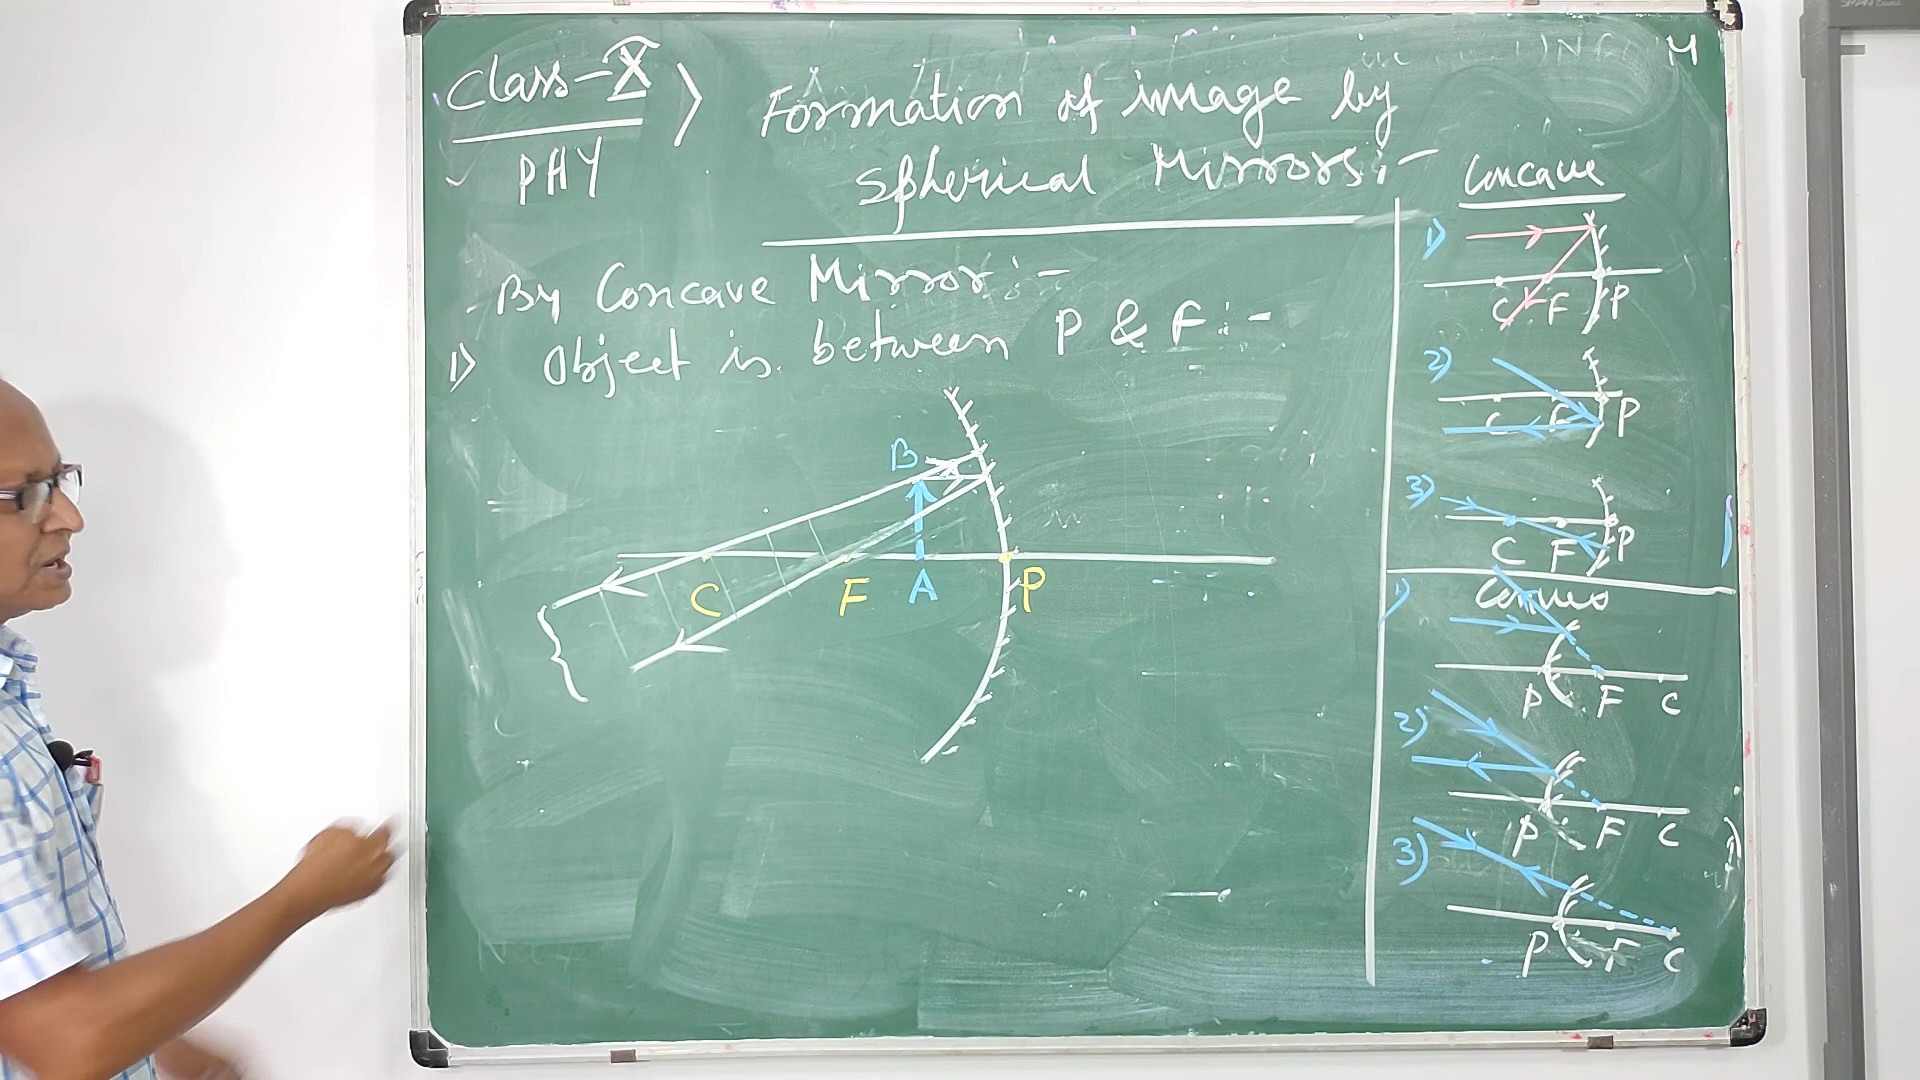 Class-X
PHY
Formation of image by
Spherical Mirrors:-
By Concave Mirror:-
1) Object is between P & F:-
B
C F A P
Concave
1)
C F P
2)
C F P
3)
C F P
Convex
1)
P F C
2)
P F C
3)
P F C